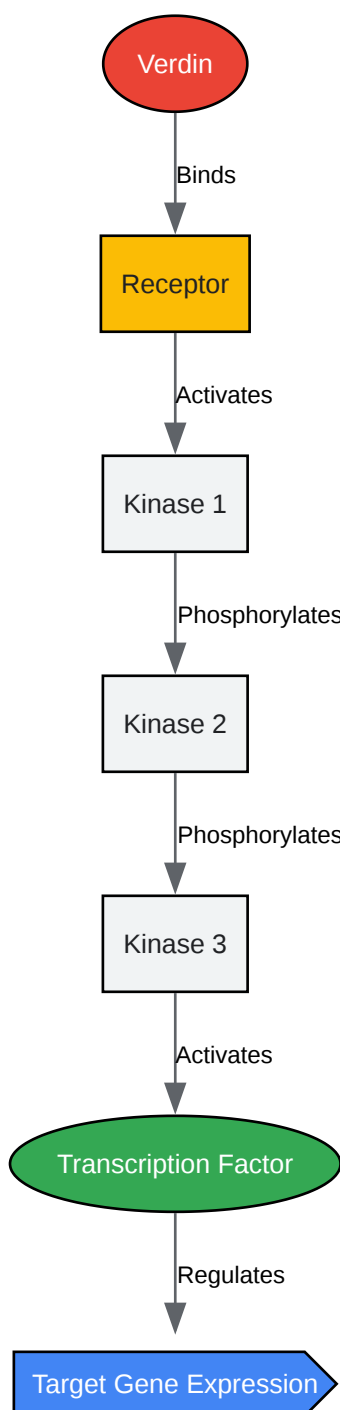 Verdin
Binds
Receptor
Activates
Kinase 1
Phosphorylates
Kinase 2
Phosphorylates
Kinase 3
Activates
Transcription Factor
Regulates
Target Gene Expression